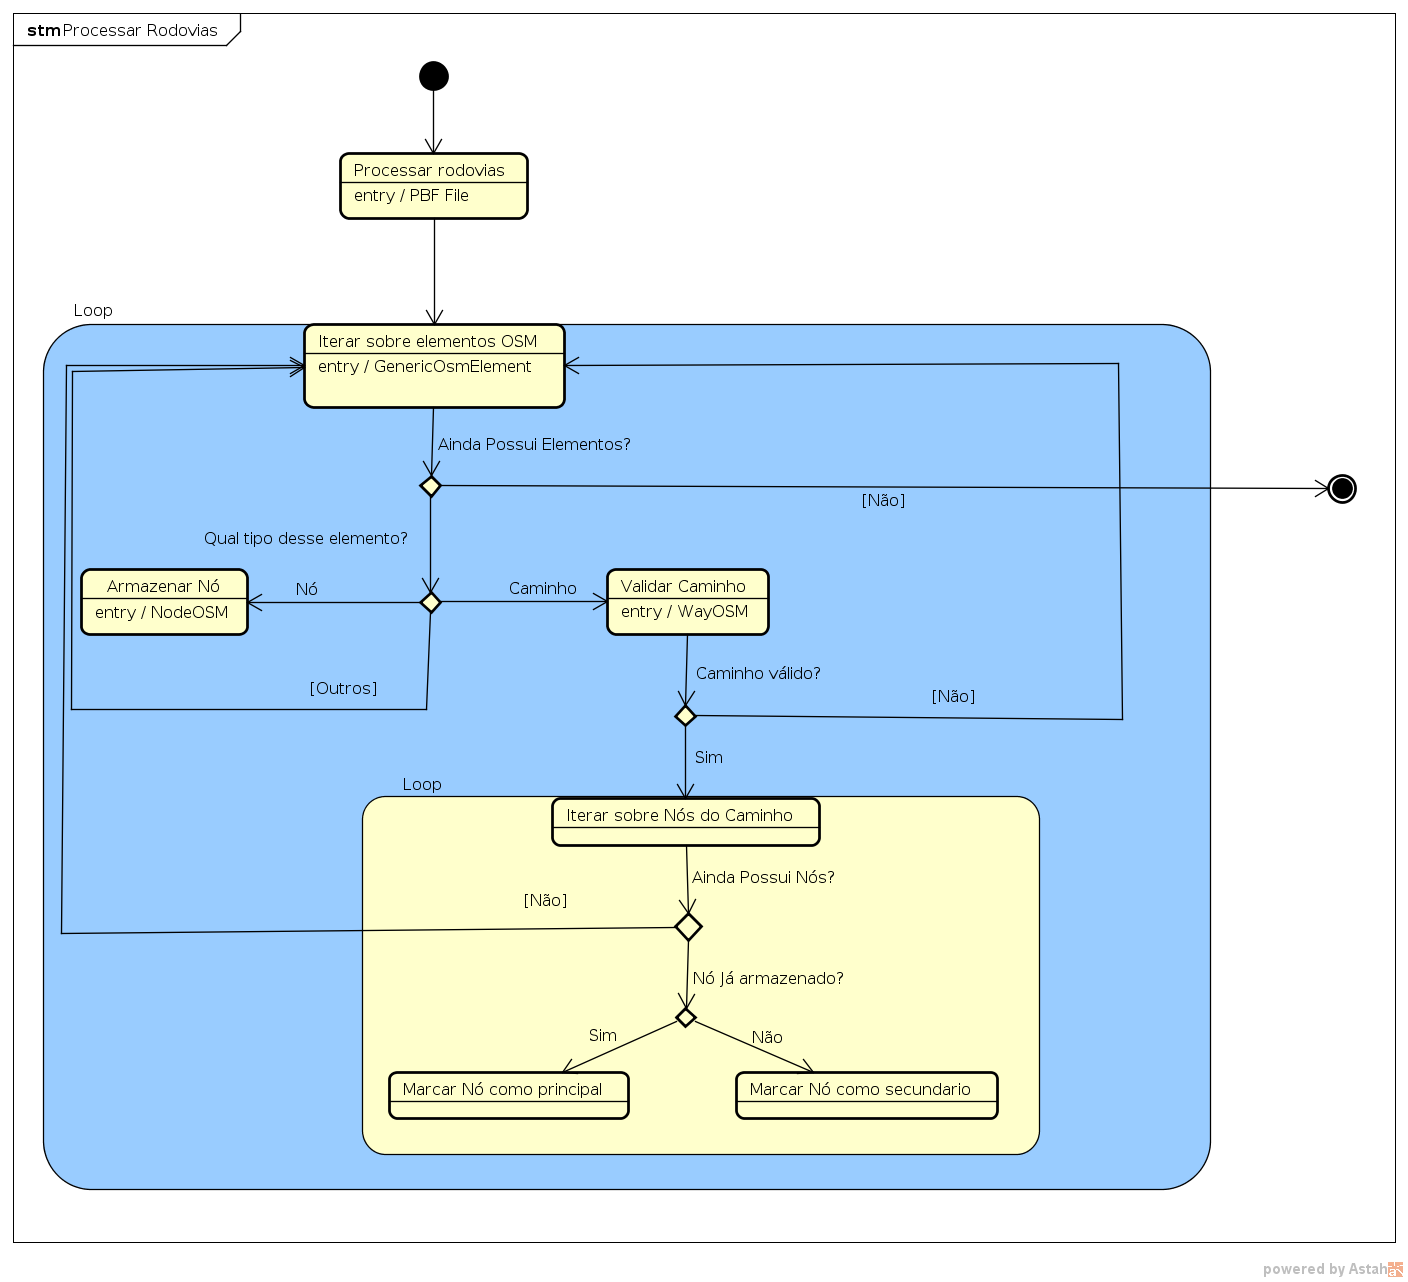 stm Processar Rodovias
Processar rodovias
entry / PBF File
Loop
Iterar sobre elementos OSM
entry / GenericOsmElement
Ainda Possui Elementos?
[Não]
Qual tipo desse elemento?
Armazenar Nó
entry / NodeOSM
Nó
Caminho
Validar Caminho
entry / WayOSM
[Outros]
Caminho válido?
[Não]
Sim
Loop
Iterar sobre Nós do Caminho
Ainda Possui Nós?
[Não]
Nó Já armazenado?
Sim
Não
Marcar Nó como principal
Marcar Nó como secundario
powered by Astah